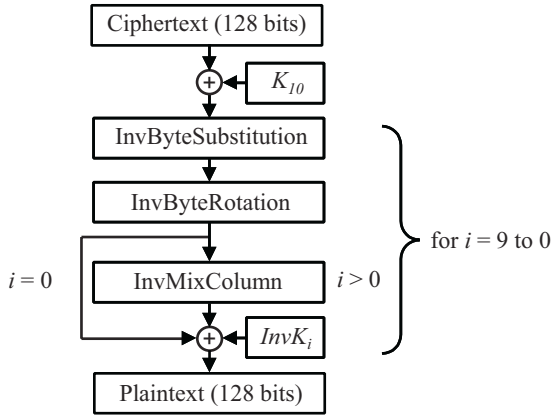 Ciphertext (128 bits)
+
K10
InvByteSubstitution
InvByteRotation
for i = 9 to 0
i = 0
InvMixColumn
i > 0
+
InvKi
Plaintext (128 bits)